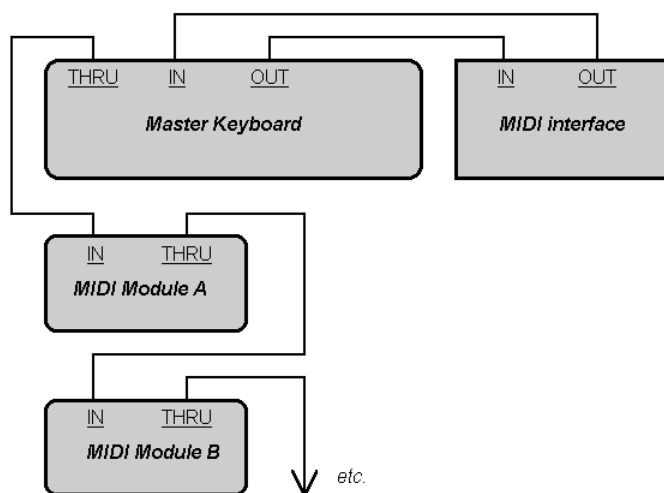 THRU IN OUT
Master Keyboard
IN OUT
MIDI interface
IN THRU
MIDI Module A
IN THRU
MIDI Module B
etc.